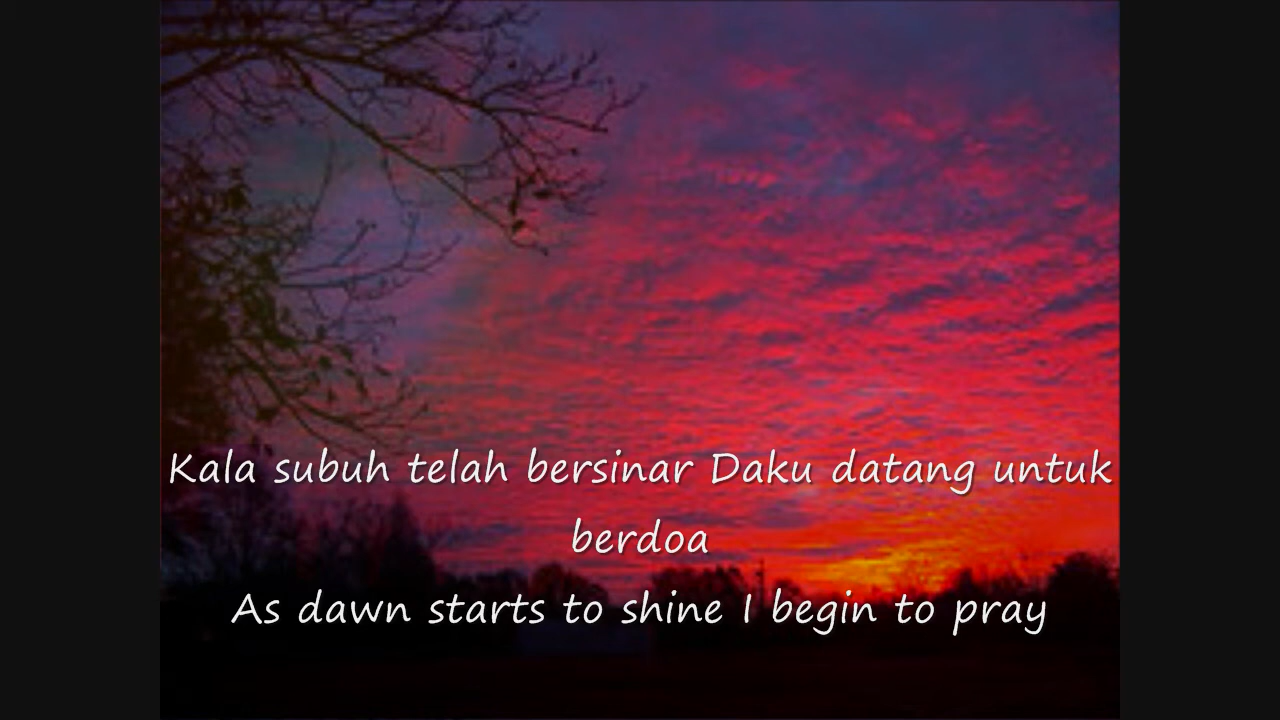 Kala subuh telah bersinar Daku datang untuk
berdoa
As dawn starts to shine I begin to pray